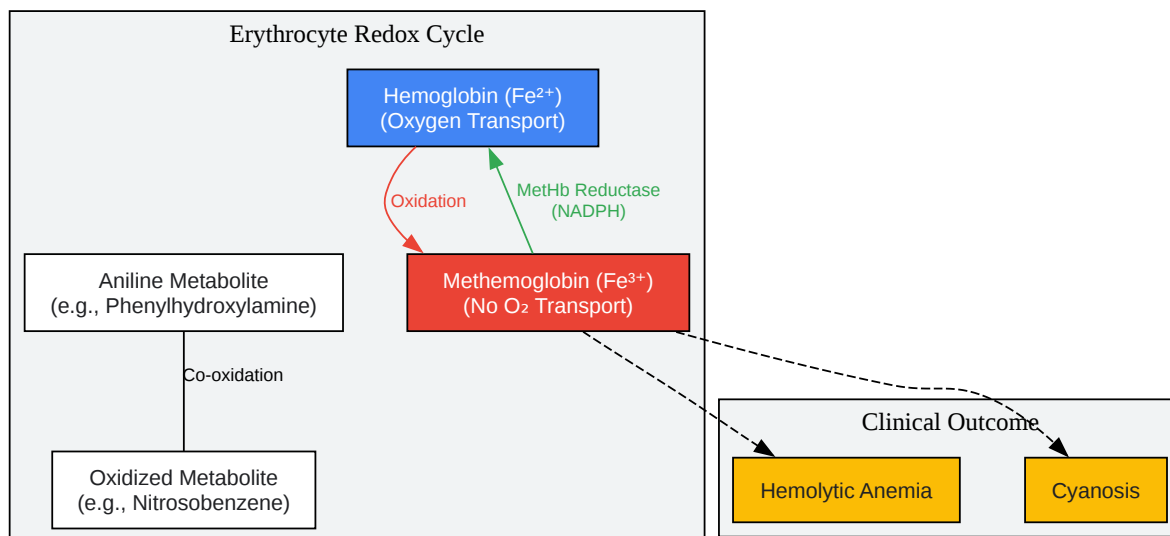 Erythrocyte Redox Cycle
Hemoglobin (Fe²⁺)
(Oxygen Transport)
Oxidation
MetHb Reductase
(NADPH)
Aniline Metabolite
(e.g., Phenylhydroxylamine)
Methemoglobin (Fe³⁺)
(No O₂ Transport)
Co-oxidation
Clinical Outcome
Oxidized Metabolite
(e.g., Nitrosobenzene)
Hemolytic Anemia
Cyanosis